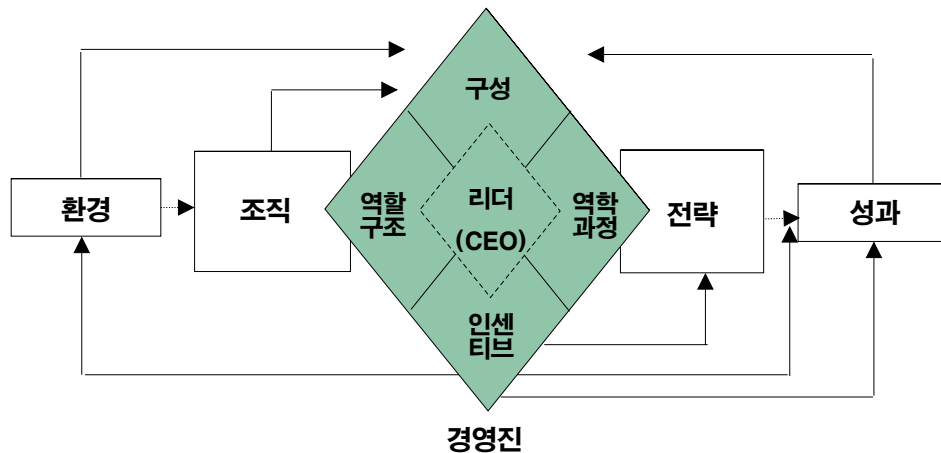 구성
환경
조직
역할
구조
리더
(CEO)
역학
과정
전략
성과
인센
티브
경영진